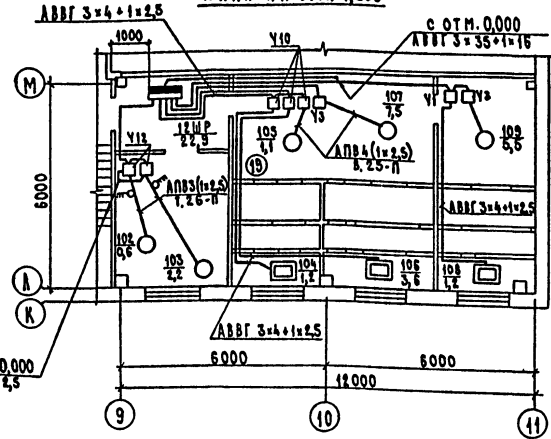 АВВГ 3×4+1×2,5
С ОТМ. 0,000
АВВГ 3×35+1×16
1000
У10
М
12ШР
22,9
107
7,5
У3
У1
У3
105
1,1
109
5,5
19
АПВ4(1×2,5)
В.25-П
У12
6000
АПВ3(1×2,5)
Т.26-П
АВВГ 3×4+1×2,5
102
0,6
103
2,2
104
1,2
106
3,6
108
1,2
Л
К
АВВГ 3×4+1×2,5
0,000
2,5
6000
6000
12000
9
10
11